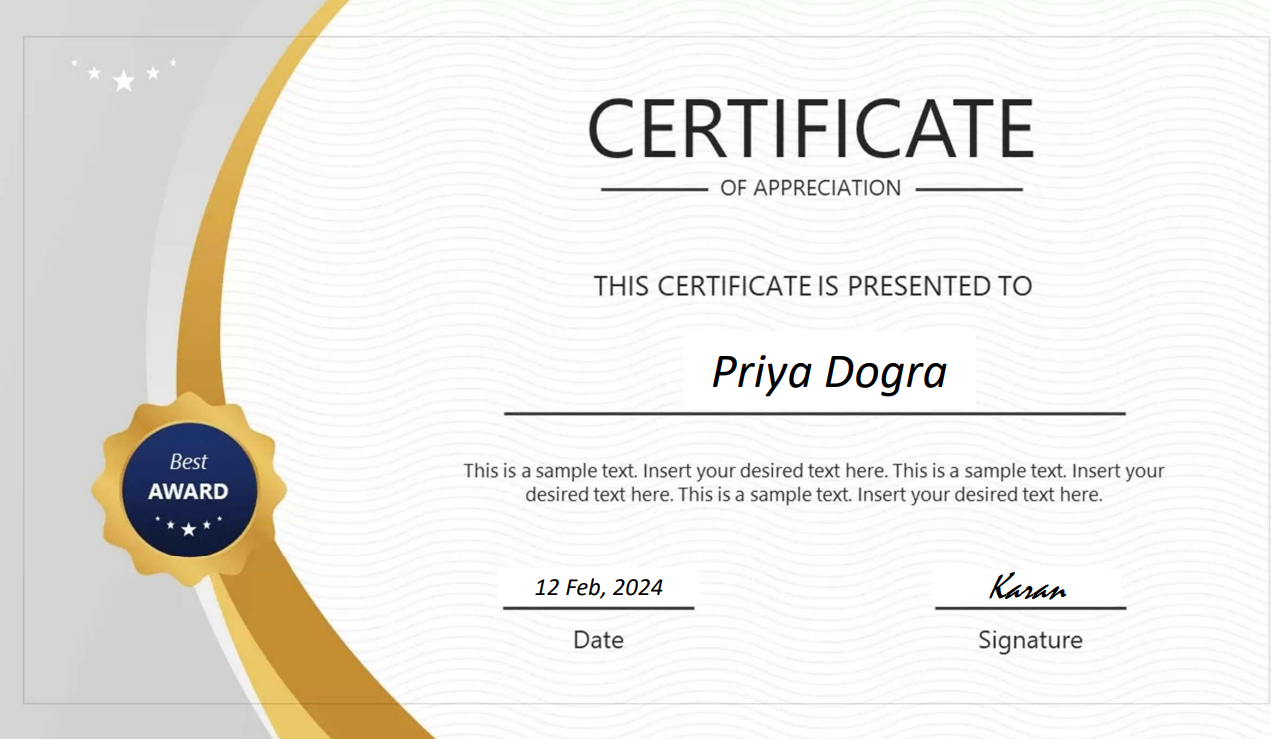 CERTIFICATE
OF APPRECIATION
THIS CERTIFICATE IS PRESENTED TO
Priya Dogra
This is a sample text. Insert your desired text here. This is a sample text. Insert your
desired text here. This is a sample text. Insert your desired text here.
Best
AWARD
12 Feb, 2024
Karan
Date
Signature